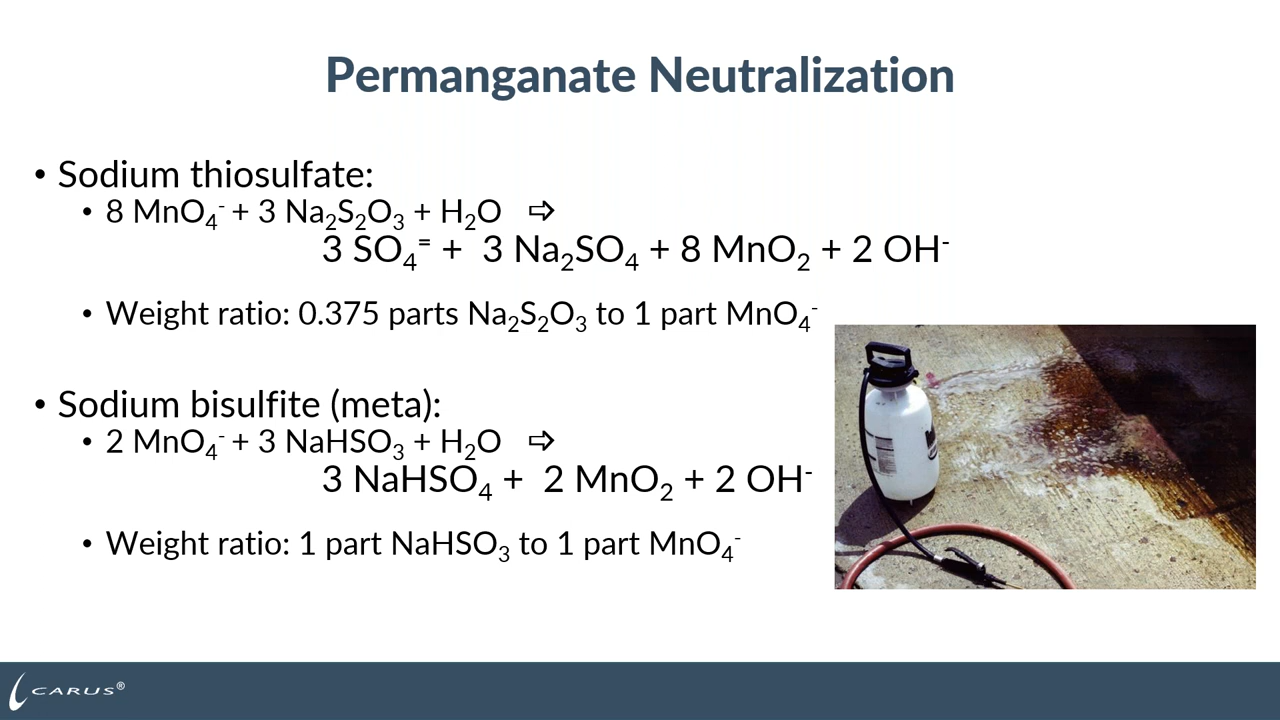 Permanganate Neutralization
• Sodium thiosulfate:
• 8 MnO₄⁻ + 3 Na₂S₂O₃ + H₂O ⇨
3 SO₄⁼ + 3 Na₂SO₄ + 8 MnO₂ + 2 OH⁻
• Weight ratio: 0.375 parts Na₂S₂O₃ to 1 part MnO₄⁻
• Sodium bisulfite (meta):
• 2 MnO₄⁻ + 3 NaHSO₃ + H₂O ⇨
3 NaHSO₄ + 2 MnO₂ + 2 OH⁻
• Weight ratio: 1 part NaHSO₃ to 1 part MnO₄⁻
CARUS®